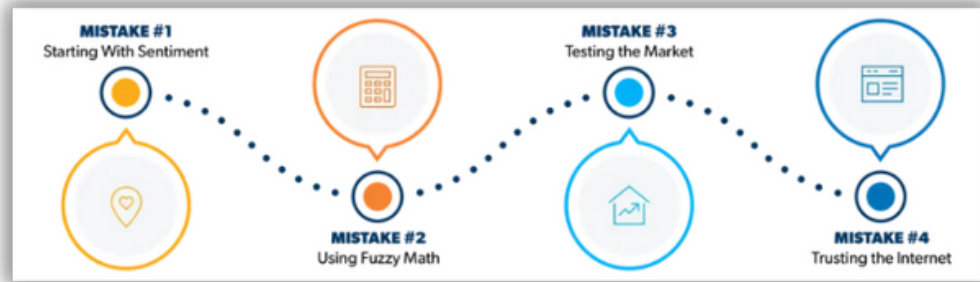 MISTAKE #1
Starting With Sentiment
MISTAKE #2
Using Fuzzy Math
MISTAKE #3
Testing the Market
MISTAKE #4
Trusting the Internet